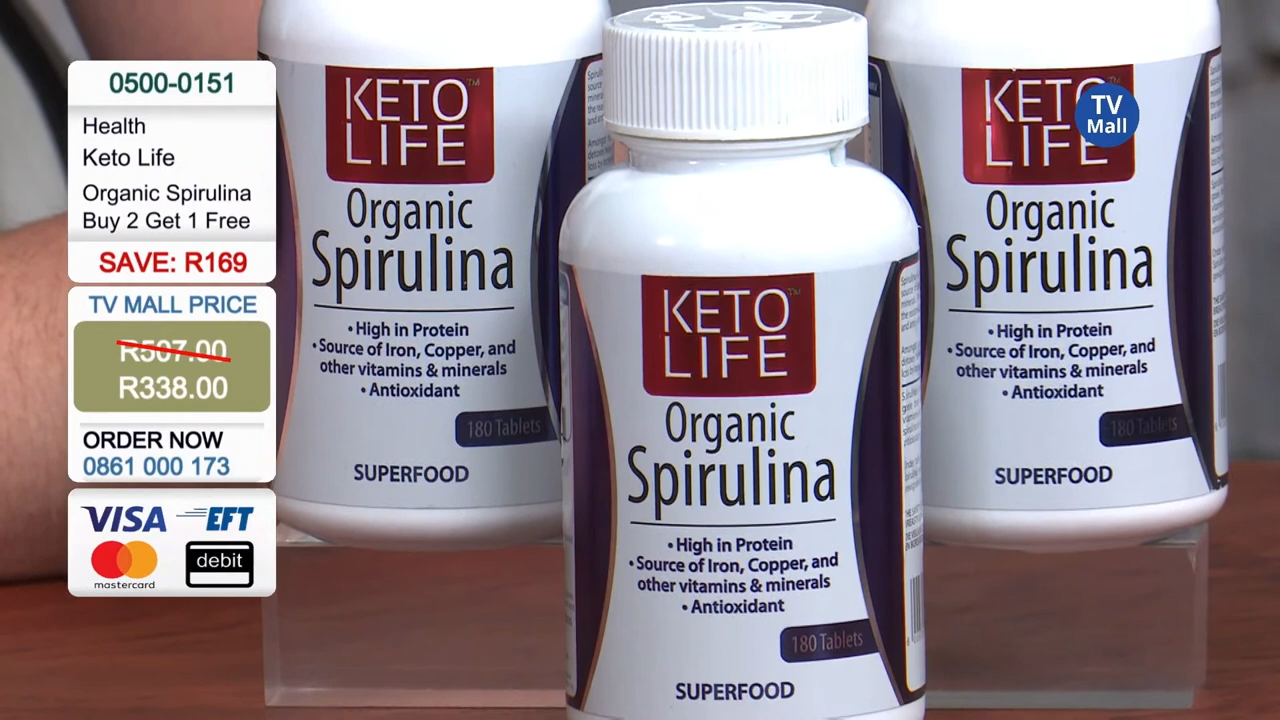 0500-0151
Health
Keto Life
Organic Spirulina
Buy 2 Get 1 Free
SAVE: R169
TV MALL PRICE
R507.00
R338.00
ORDER NOW
0861 000 173
VISA EFT
mastercard debit
KETO
LIFE
Organic
Spirulina
• High in Protein
• Source of Iron, Copper, and
other vitamins & minerals
• Antioxidant
180 Tablets
SUPERFOOD
KETO™
LIFE
Organic
Spirulina
• High in Protein
• Source of Iron, Copper, and
other vitamins & minerals
• Antioxidant
180 Tablets
SUPERFOOD
KETO
LIFE
Organic
Spirulina
• High in Protein
• Source of Iron, Copper, and
other vitamins & minerals
• Antioxidant
180 Tablets
SUPERFOOD
TV
Mall